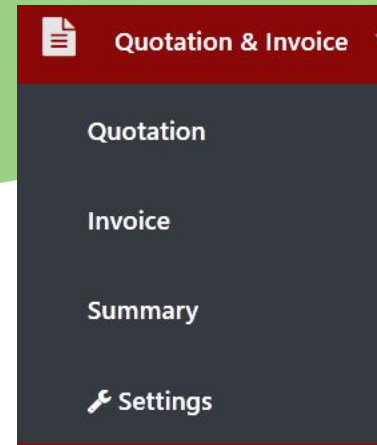 Quotation & Invoice
Quotation
Invoice
Summary
Settings